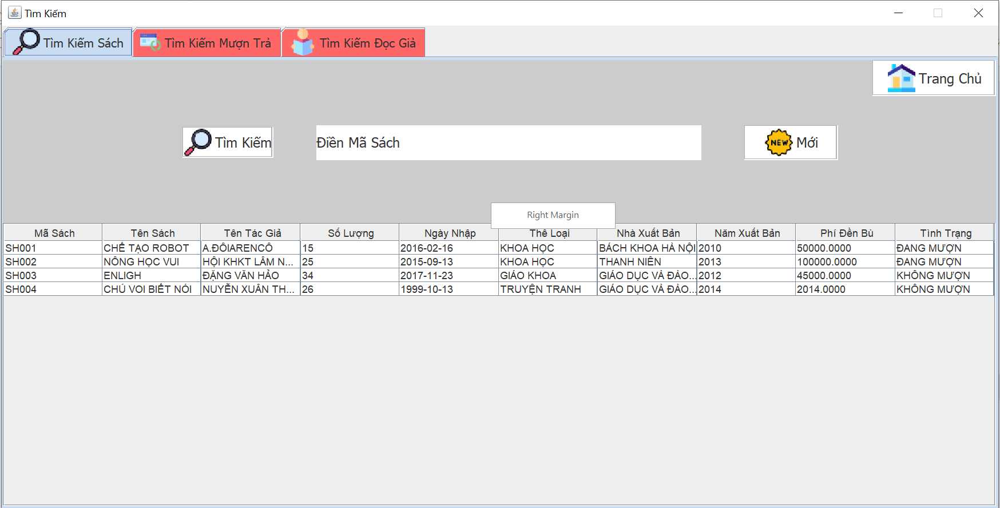 Tìm Kiếm
Tìm Kiếm Sách Tìm Kiếm Mượn Trả Tìm Kiếm Đọc Giả
Trang Chủ
Tìm Kiếm Điền Mã Sách NEW Mới
Right Margin
Mã Sách Tên Sách Tên Tác Giả Số Lượng Ngày Nhập Thê Loại Nhà Xuất Bản Năm Xuất Bản Phí Đền Bù Tình Trạng
SH001 CHẾ TẠO ROBOT A.ĐÔIARENCÔ 15 2016-02-16 KHOA HỌC BÁCH KHOA HÀ NỘI 2010 50000.0000 ĐANG MƯỢN
SH002 NÔNG HỌC VUI HỘI KHKT LÂM N... 25 2015-09-13 KHOA HỌC THANH NIÊN 2013 100000.0000 ĐANG MƯỢN
SH003 ENLIGH ĐẶNG VĂN HẢO 34 2017-11-23 GIÁO KHOA GIÁO DỤC VÀ ĐÀO... 2012 45000.0000 KHÔNG MƯỢN
SH004 CHÚ VOI BIẾT NÓI NUYỄN XUÂN TH... 26 1999-10-13 TRUYỆN TRANH GIÁO DỤC VÀ ĐÀO... 2014 2014.0000 KHÔNG MƯỢN